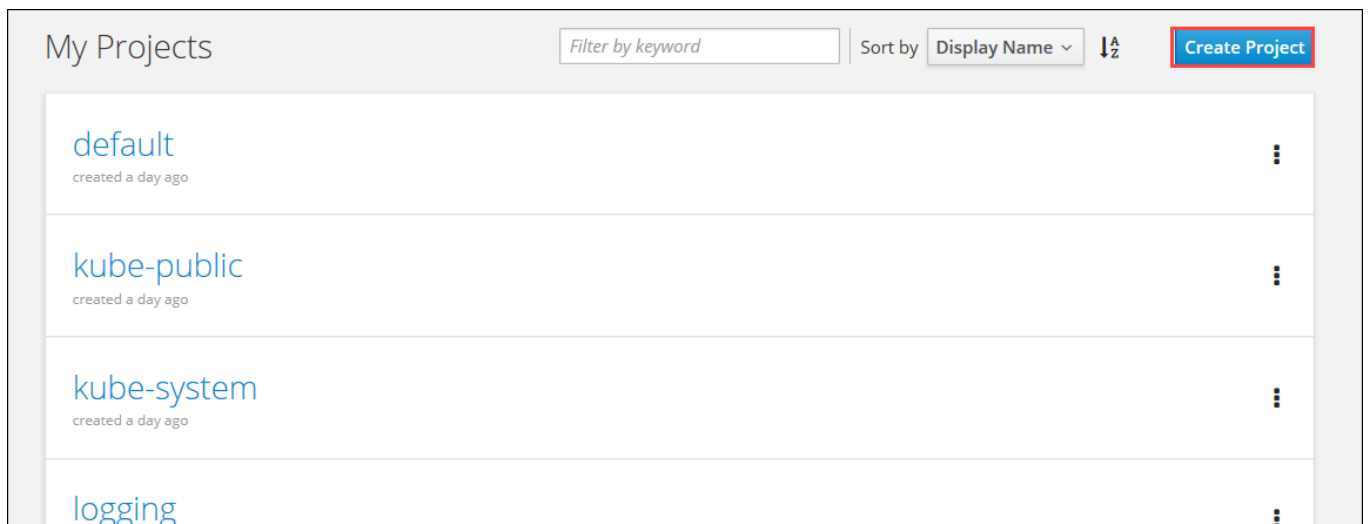 My Projects
Filter by keyword
Sort by Display Name
A
Z
Create Project
default
created a day ago
kube-public
created a day ago
kube-system
created a day ago
logging